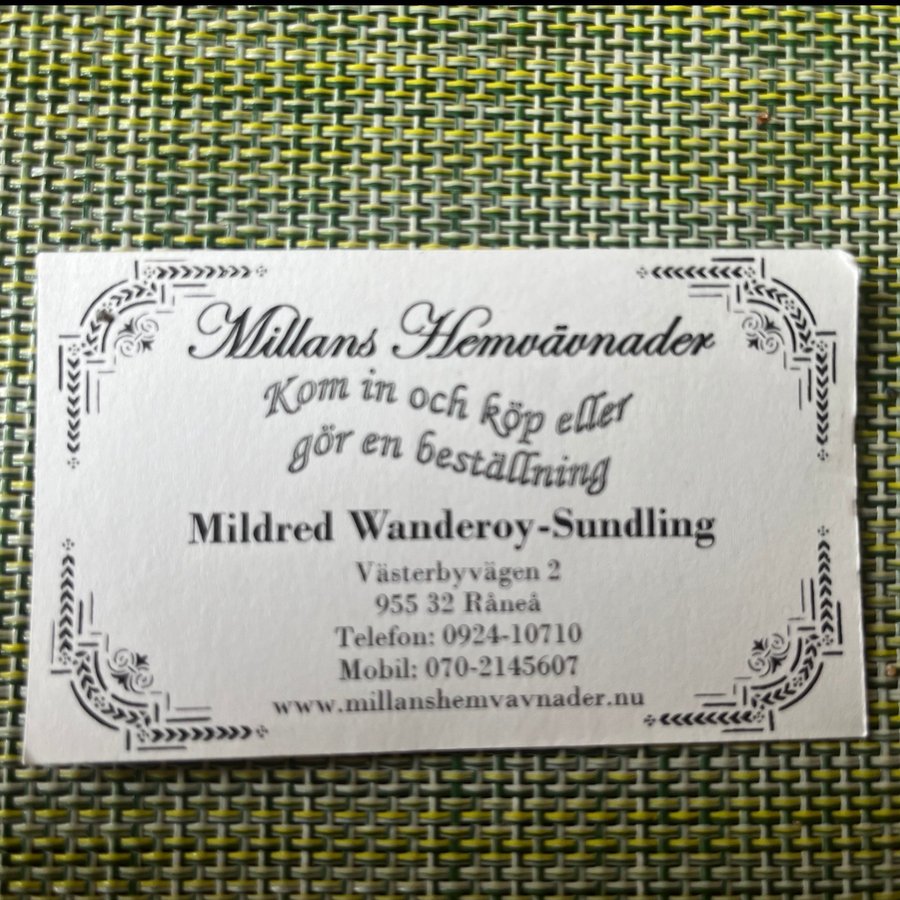 Millans Hemvävnader
Kom in och köp eller
gör en beställning
Mildred Wanderoy-Sundling
Västerbyvägen 2
955 32 Råneå
Telefon: 0924-10710
Mobil: 070-2145607
www.millanshemvavnader.nu